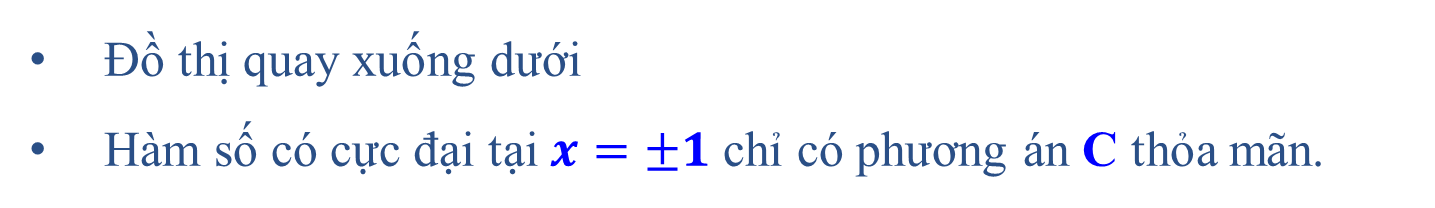 • Đồ thị quay xuống dưới
• Hàm số có cực đại tại x = ±1 chỉ có phương án C thỏa mãn.